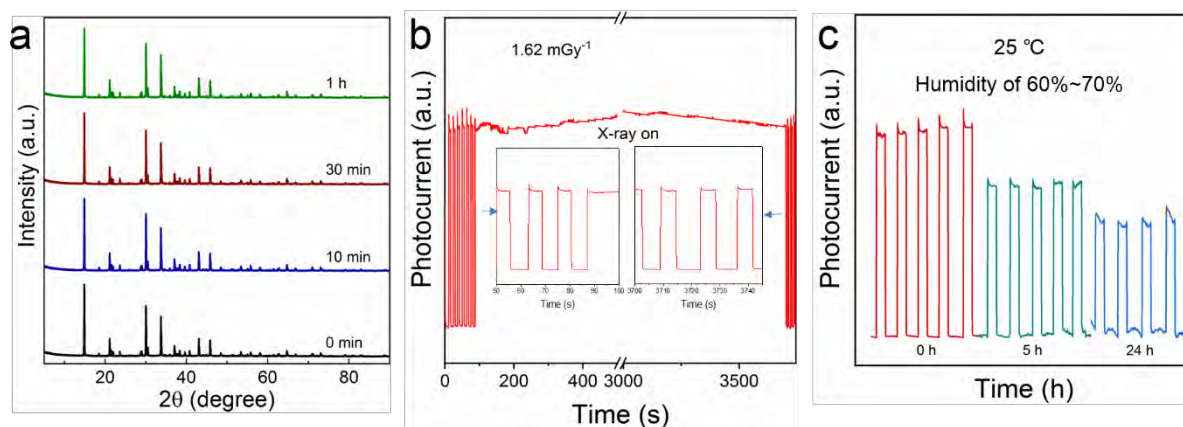 a
Intensity (a.u.)
1 h
30 min
10 min
0 min
0 20 40 60 80
2θ (degree)
b
1.62 mGy⁻¹
Photocurrent (a.u.)
X-ray on
50 60 70 80 90 100
Time (s)
3700 3710 3720 3730 3740
Time (s)
0 200 400 3000 3500
Time (s)
c
25 °C
Humidity of 60%~70%
Photocurrent (a.u.)
0 h 5 h 24 h
Time (h)